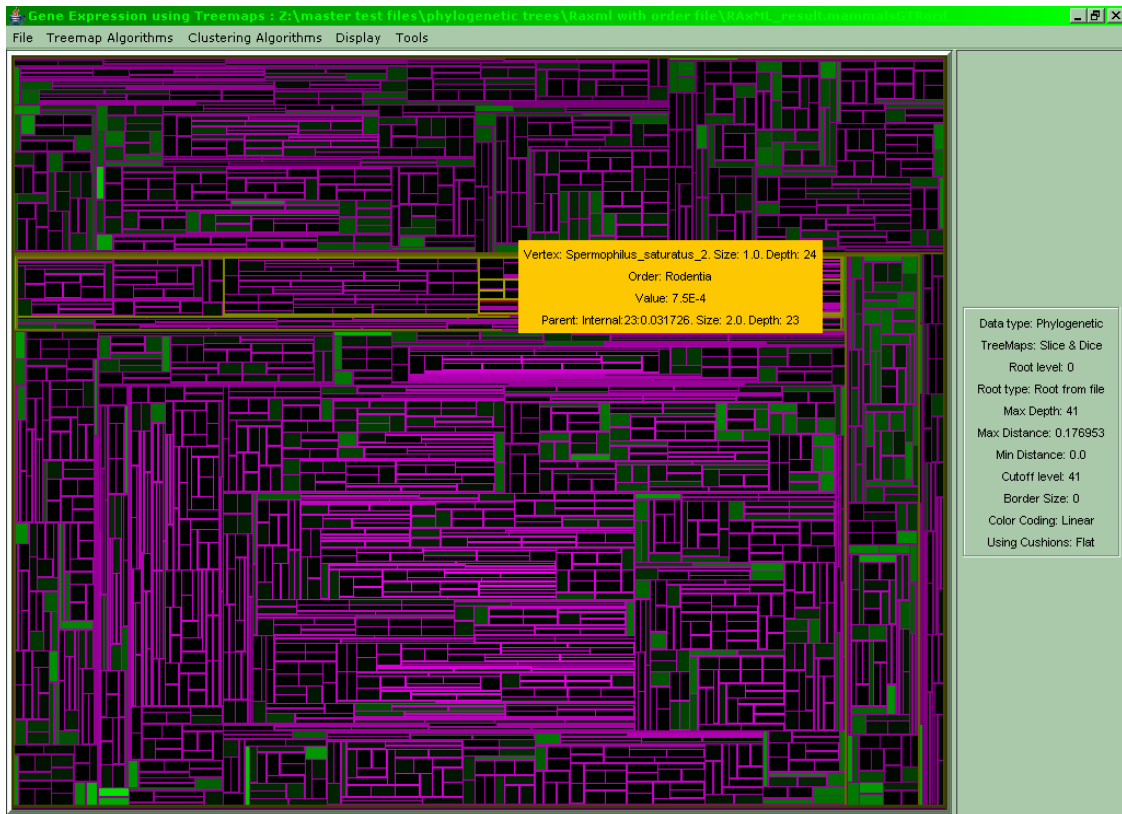 Gene Expression using Treemaps : Z:\master test files\phylogenetic trees\Raxml with order file\RAxML_result.mammalsGTRord
File Treemap Algorithms Clustering Algorithms Display Tools
Vertex: Spermophilus_saturatus_2. Size: 1.0. Depth: 24
Order: Rodentia
Value: 7.5E-4
Parent: Internal:23:0.031726. Size: 2.0. Depth: 23
Data type: Phylogenetic
TreeMaps: Slice & Dice
Root level: 0
Root type: Root from file
Max Depth: 41
Max Distance: 0.176953
Min Distance: 0.0
Cutoff level: 41
Border Size: 0
Color Coding: Linear
Using Cushions: Flat